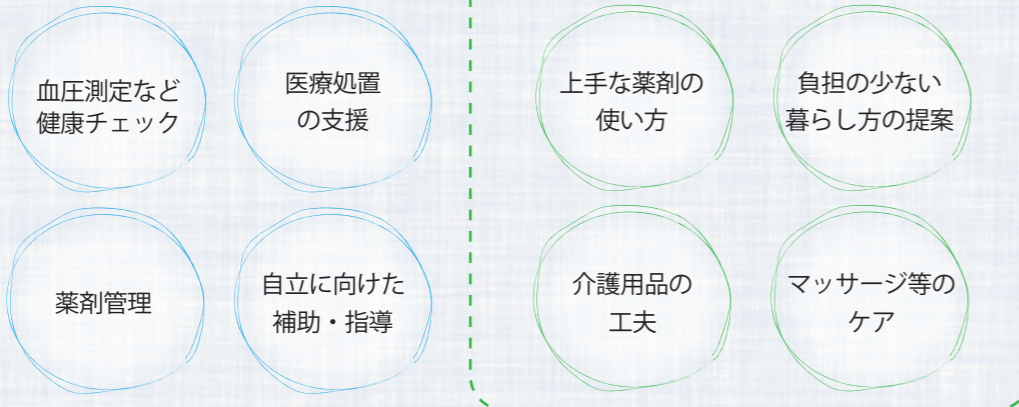 血圧測定など
健康チェック
医療処置
の支援
薬剤管理
自立に向けた
補助・指導
上手な薬剤の
使い方
負担の少ない
暮らし方の提案
介護用品の
工夫
マッサージ等の
ケア